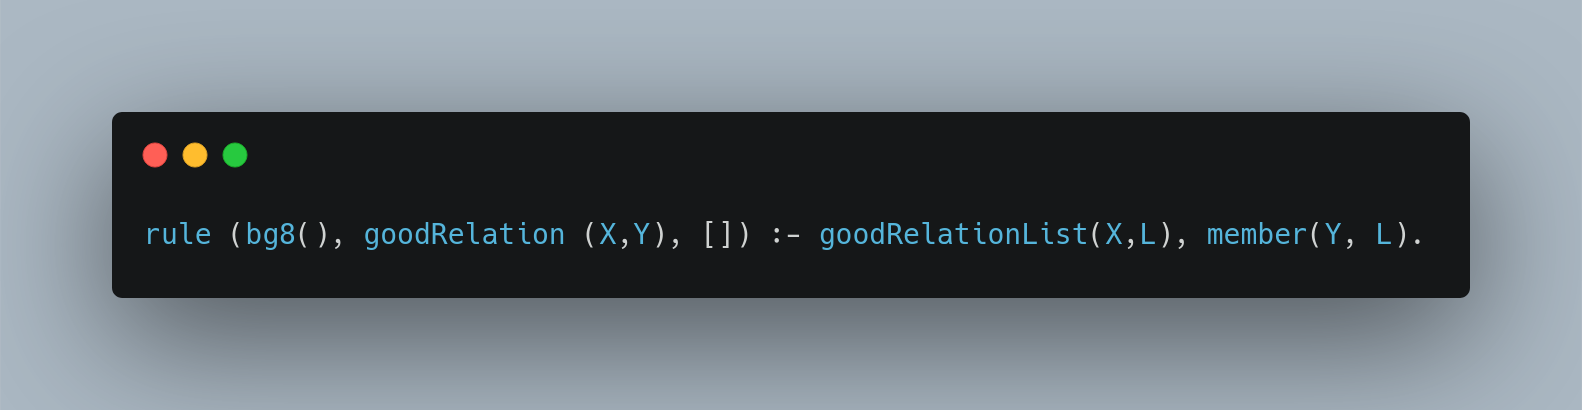 rule (bg8(), goodRelation (X,Y), []) :- goodRelationList(X,L), member(Y, L).